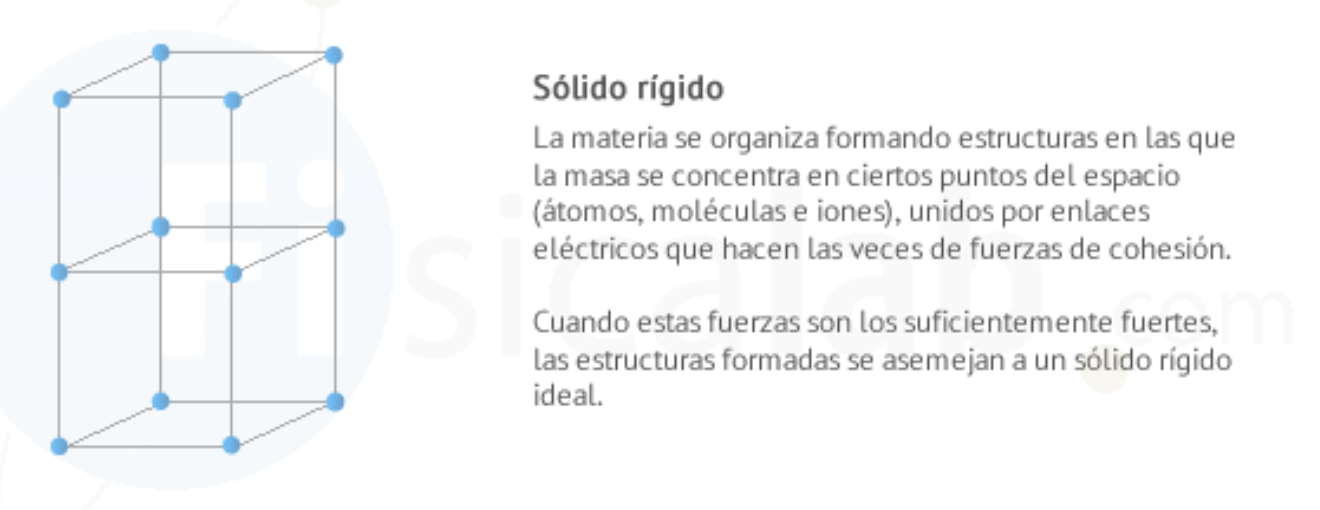 Sólido rígido
La materia se organiza formando estructuras en las que
la masa se concentra en ciertos puntos del espacio
(átomos, moléculas e iones), unidos por enlaces
eléctricos que hacen las veces de fuerzas de cohesión.
Cuando estas fuerzas son los suficientemente fuertes,
las estructuras formadas se asemejan a un sólido rígido
ideal.
Fisicalab.com